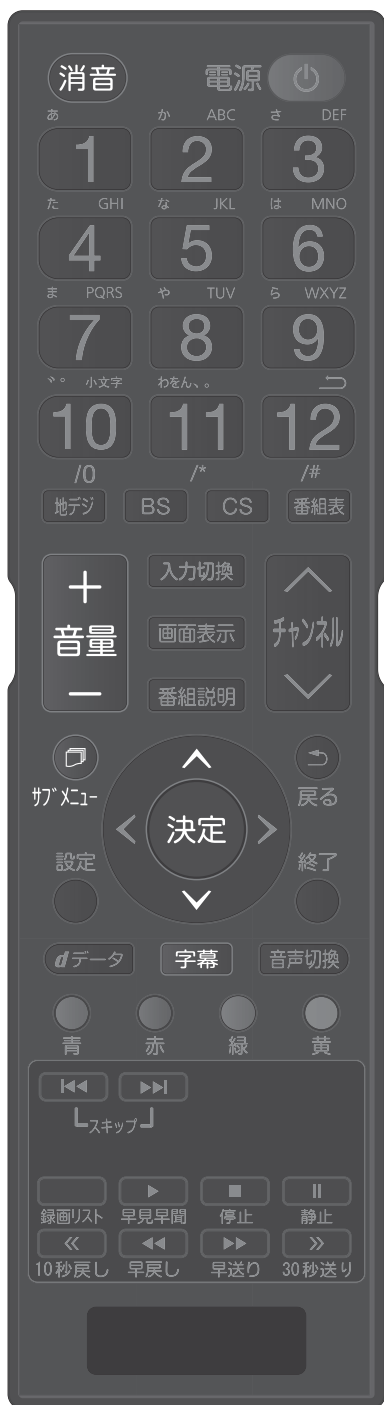 消音 電源
あ か ABC さ DEF
1 2 3
た GHI な JKL は MNO
4 5 6
ま PQRS や TUV ら WXYZ
7 8 9
゛゜ 小文字 わをん、。
10 11 12
/0 /* /#
地デジ BS CS 番組表
入力切換
+
音量
−
画面表示
チャンネル
番組説明
サブメニュー
戻る
決定
設定
終了
dデータ 字幕 音声切換
青 赤 緑 黄
スキップ
録画リスト 早見早聞 停止 静止
10秒戻し 早戻し 早送り 30秒送り